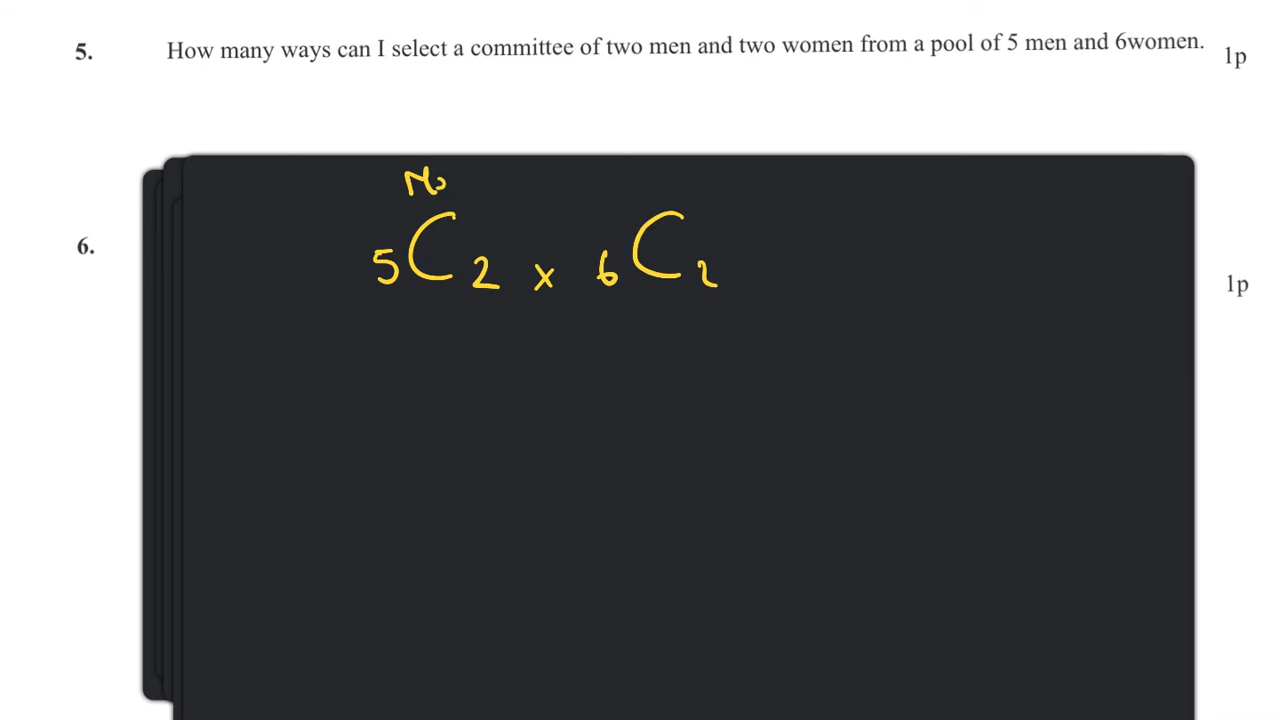 5. How many ways can I select a committee of two men and two women from a pool of 5 men and 6women. 1p
5C2 x 6C2
6. 1p